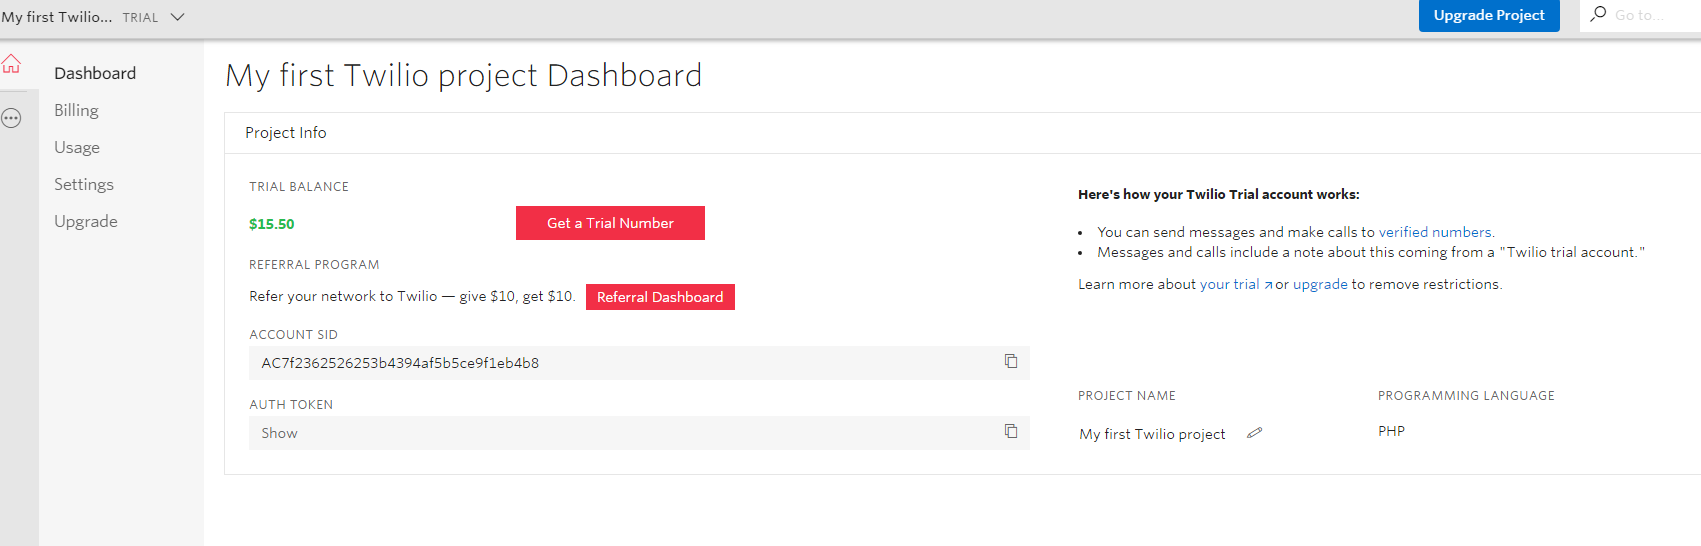 My first Twilio... TRIAL
Upgrade Project
Go to...
Dashboard
Billing
Usage
Settings
Upgrade
My first Twilio project Dashboard
Project Info
TRIAL BALANCE
$15.50
Get a Trial Number
REFERRAL PROGRAM
Refer your network to Twilio — give $10, get $10.
Referral Dashboard
ACCOUNT SID
AC7f2362526253b4394af5b5ce9f1eb4b8
AUTH TOKEN
Show
Here's how your Twilio Trial account works:
• You can send messages and make calls to verified numbers.
• Messages and calls include a note about this coming from a "Twilio trial account."
Learn more about your trial or upgrade to remove restrictions.
PROJECT NAME
My first Twilio project
PROGRAMMING LANGUAGE
PHP